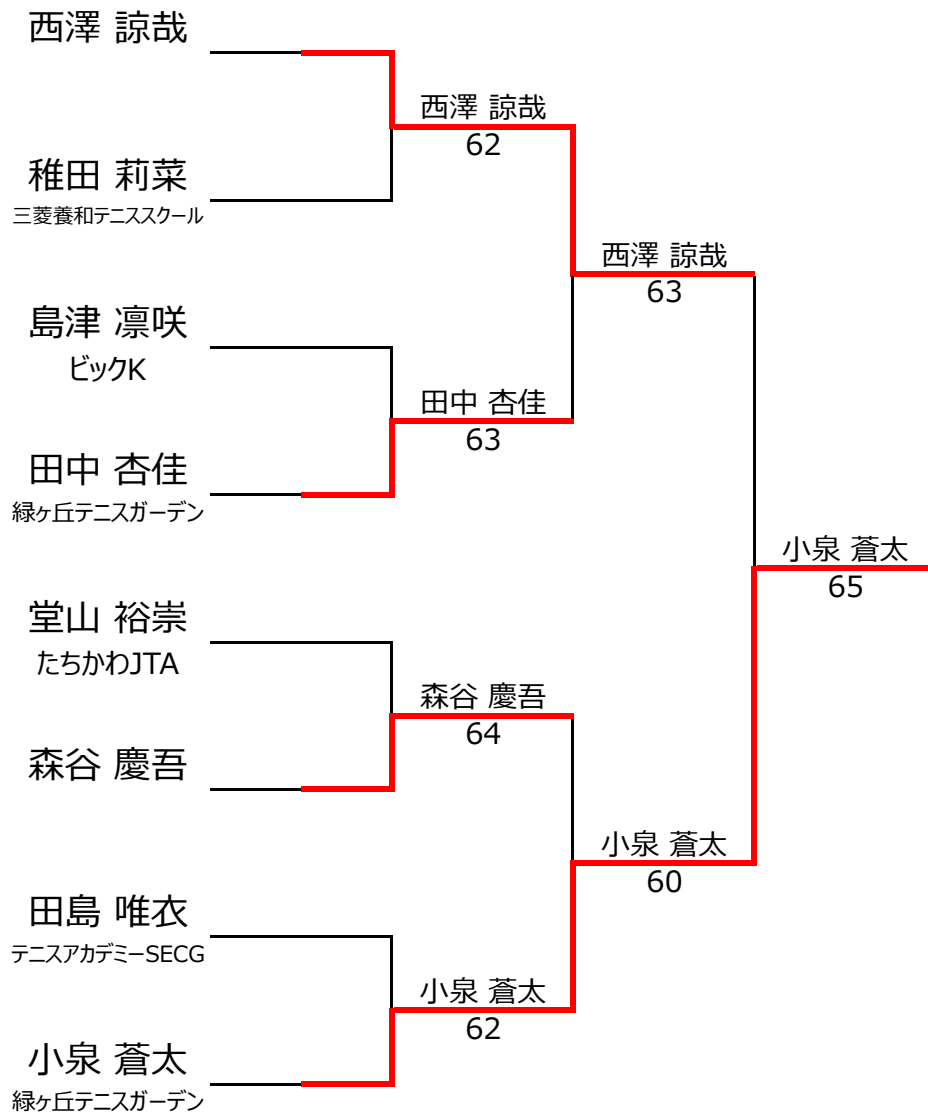 西澤 諒哉
稚田 莉菜
三菱養和テニススクール
島津 凛咲
ビックK
田中 杏佳
緑ヶ丘テニスガーデン
堂山 裕崇
たちかわJTA
森谷 慶吾
田島 唯衣
テニスアカデミーSECG
小泉 蒼太
緑ヶ丘テニスガーデン
西澤 諒哉
62
田中 杏佳
63
森谷 慶吾
64
小泉 蒼太
62
西澤 諒哉
63
小泉 蒼太
60
小泉 蒼太
65